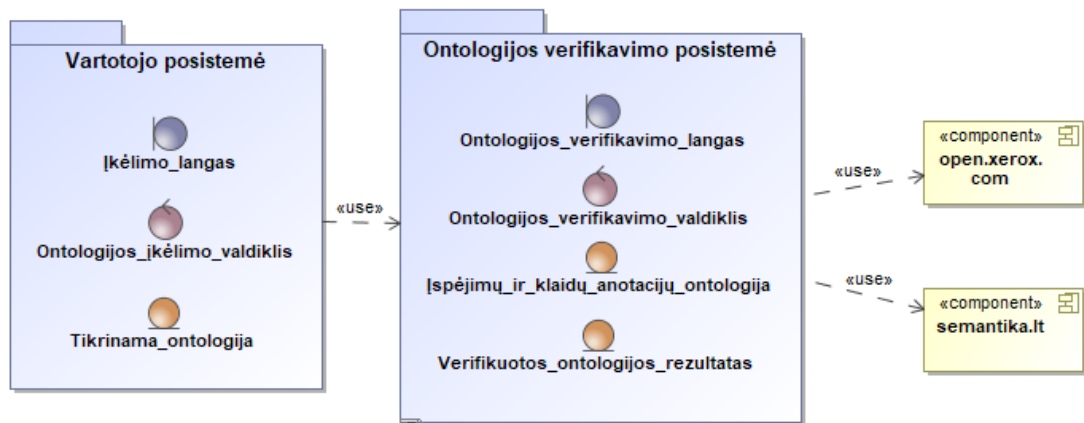 Vartotojo posistemė
Įkėlimo_langas
Ontologijos_įkėlimo_valdiklis
Tikrinama_ontologija
«use»
Ontologijos verifikavimo posistemė
Ontologijos_verifikavimo_langas
Ontologijos_verifikavimo_valdiklis
Įspėjimų_ir_klaidų_anotacijų_ontologija
Verifikuotos_ontologijos_rezultatas
«use»
«component»
open.xerox.
com
«use»
«component»
semantika.lt